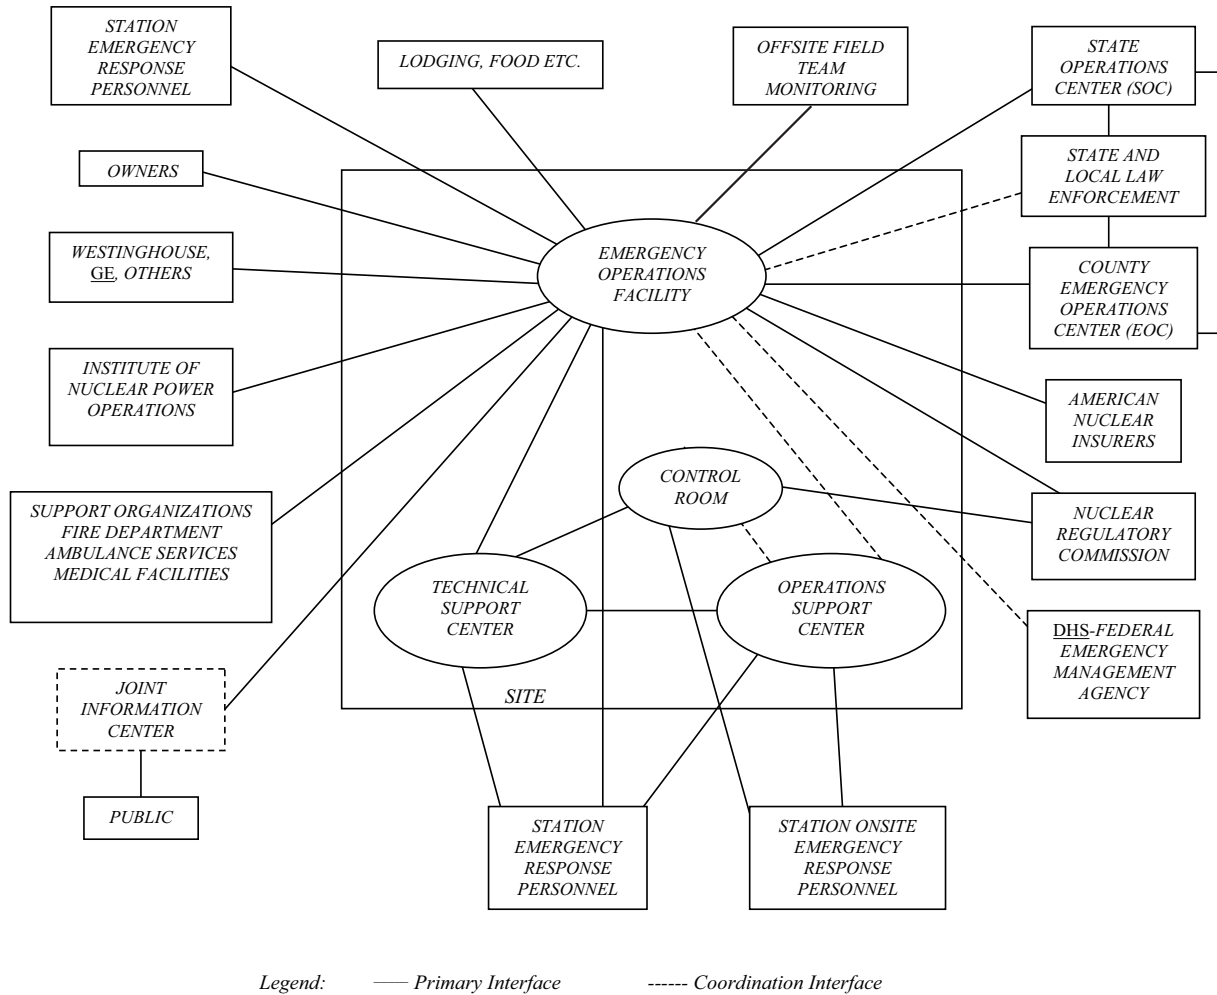 STATION
EMERGENCY
RESPONSE
PERSONNEL
LODGING, FOOD ETC.
OFFSITE FIELD
TEAM
MONITORING
STATE
OPERATIONS
CENTER (SOC)
OWNERS
STATE AND
LOCAL LAW
ENFORCEMENT
WESTINGHOUSE,
GE, OTHERS
EMERGENCY
OPERATIONS
FACILITY
COUNTY
EMERGENCY
OPERATIONS
CENTER (EOC)
INSTITUTE OF
NUCLEAR POWER
OPERATIONS
AMERICAN
NUCLEAR
INSURERS
CONTROL
ROOM
SUPPORT ORGANIZATIONS
FIRE DEPARTMENT
AMBULANCE SERVICES
MEDICAL FACILITIES
NUCLEAR
REGULATORY
COMMISSION
TECHNICAL
SUPPORT
CENTER
OPERATIONS
SUPPORT
CENTER
DHS-FEDERAL
EMERGENCY
MANAGEMENT
AGENCY
JOINT
INFORMATION
CENTER
SITE
PUBLIC
STATION
EMERGENCY
RESPONSE
PERSONNEL
STATION ONSITE
EMERGENCY
RESPONSE
PERSONNEL
Legend: —— Primary Interface ------ Coordination Interface